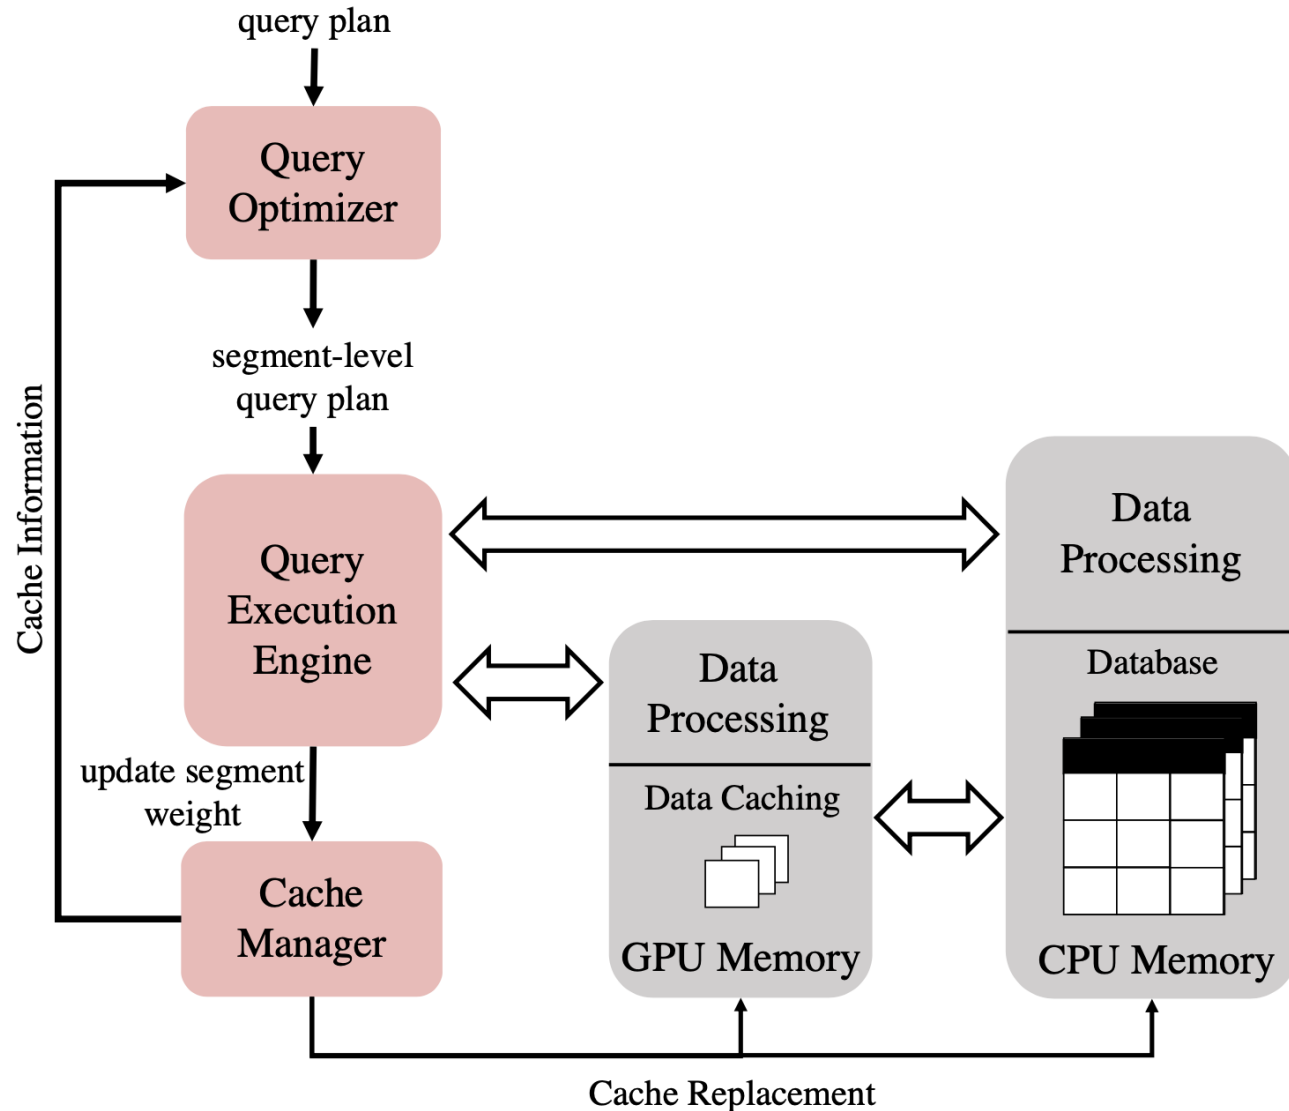 query plan
Query
Optimizer
segment-level
query plan
Cache Information
Query
Execution
Engine
Data
Processing
Database
CPU Memory
Data
Processing
Data Caching
GPU Memory
update segment
weight
Cache
Manager
Cache Replacement